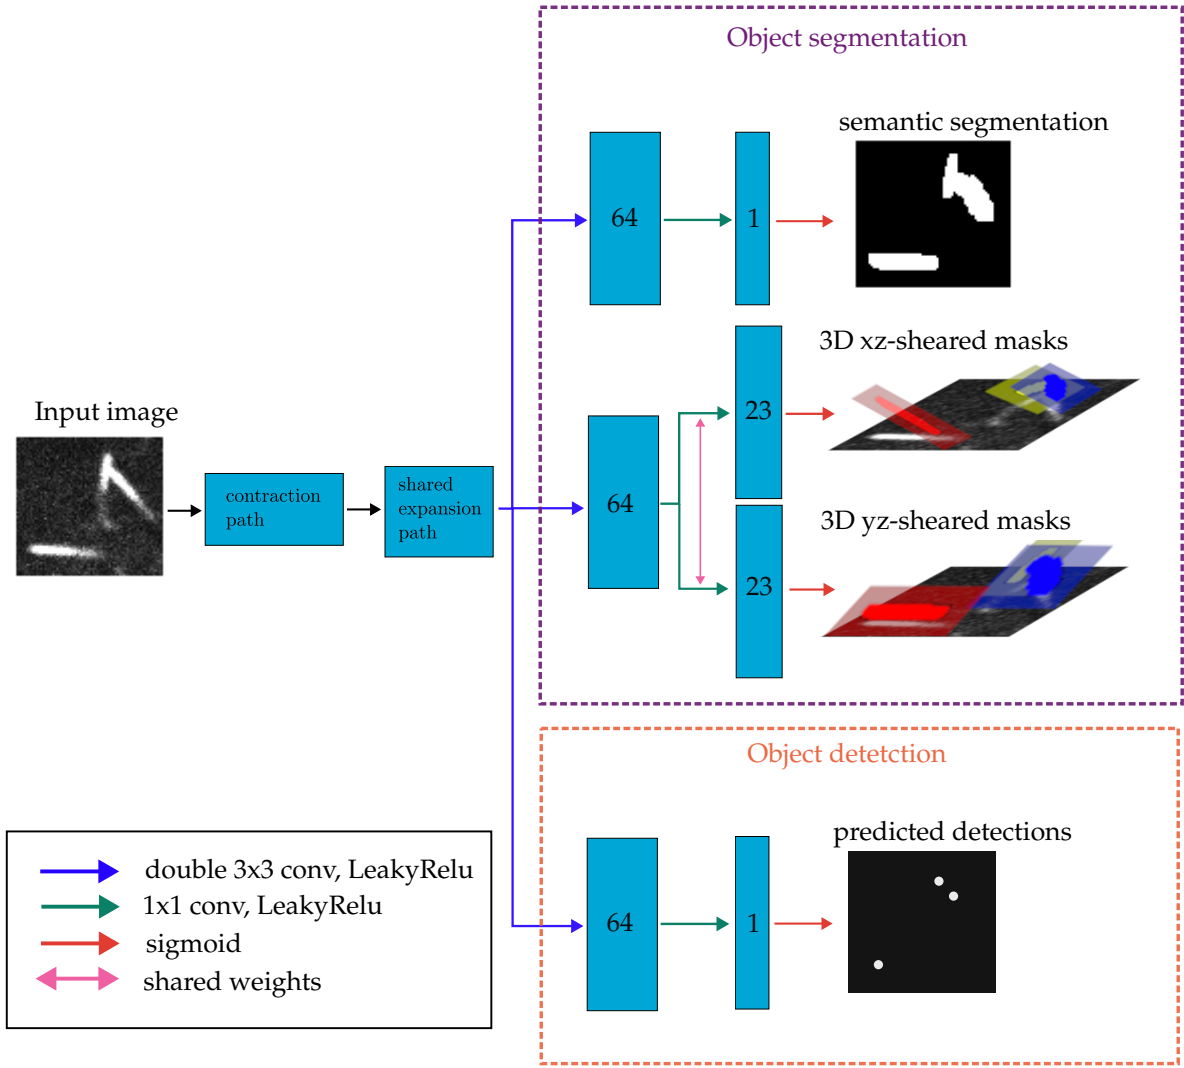 Object segmentation
semantic segmentation
64
1
3D xz-sheared masks
23
Input image
contraction
path
shared
expansion
path
64
3D yz-sheared masks
23
Object detetction
predicted detections
64
1
double 3x3 conv, LeakyRelu
1x1 conv, LeakyRelu
sigmoid
shared weights